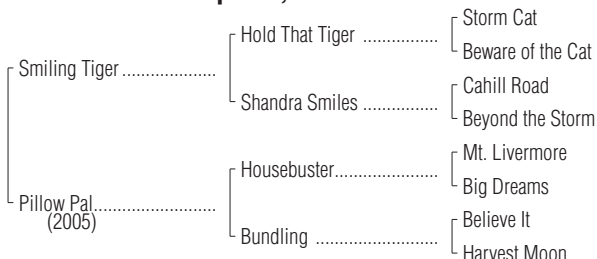 Storm Cat
Hold That Tiger ................
Beware of the Cat
Smiling Tiger ....................
Cahill Road
Shandra Smiles ................
Beyond the Storm
Mt. Livermore
Housebuster......................
Big Dreams
Pillow Pal..........................
(2005)
Believe It
Bundling ..........................
Harvest Moon